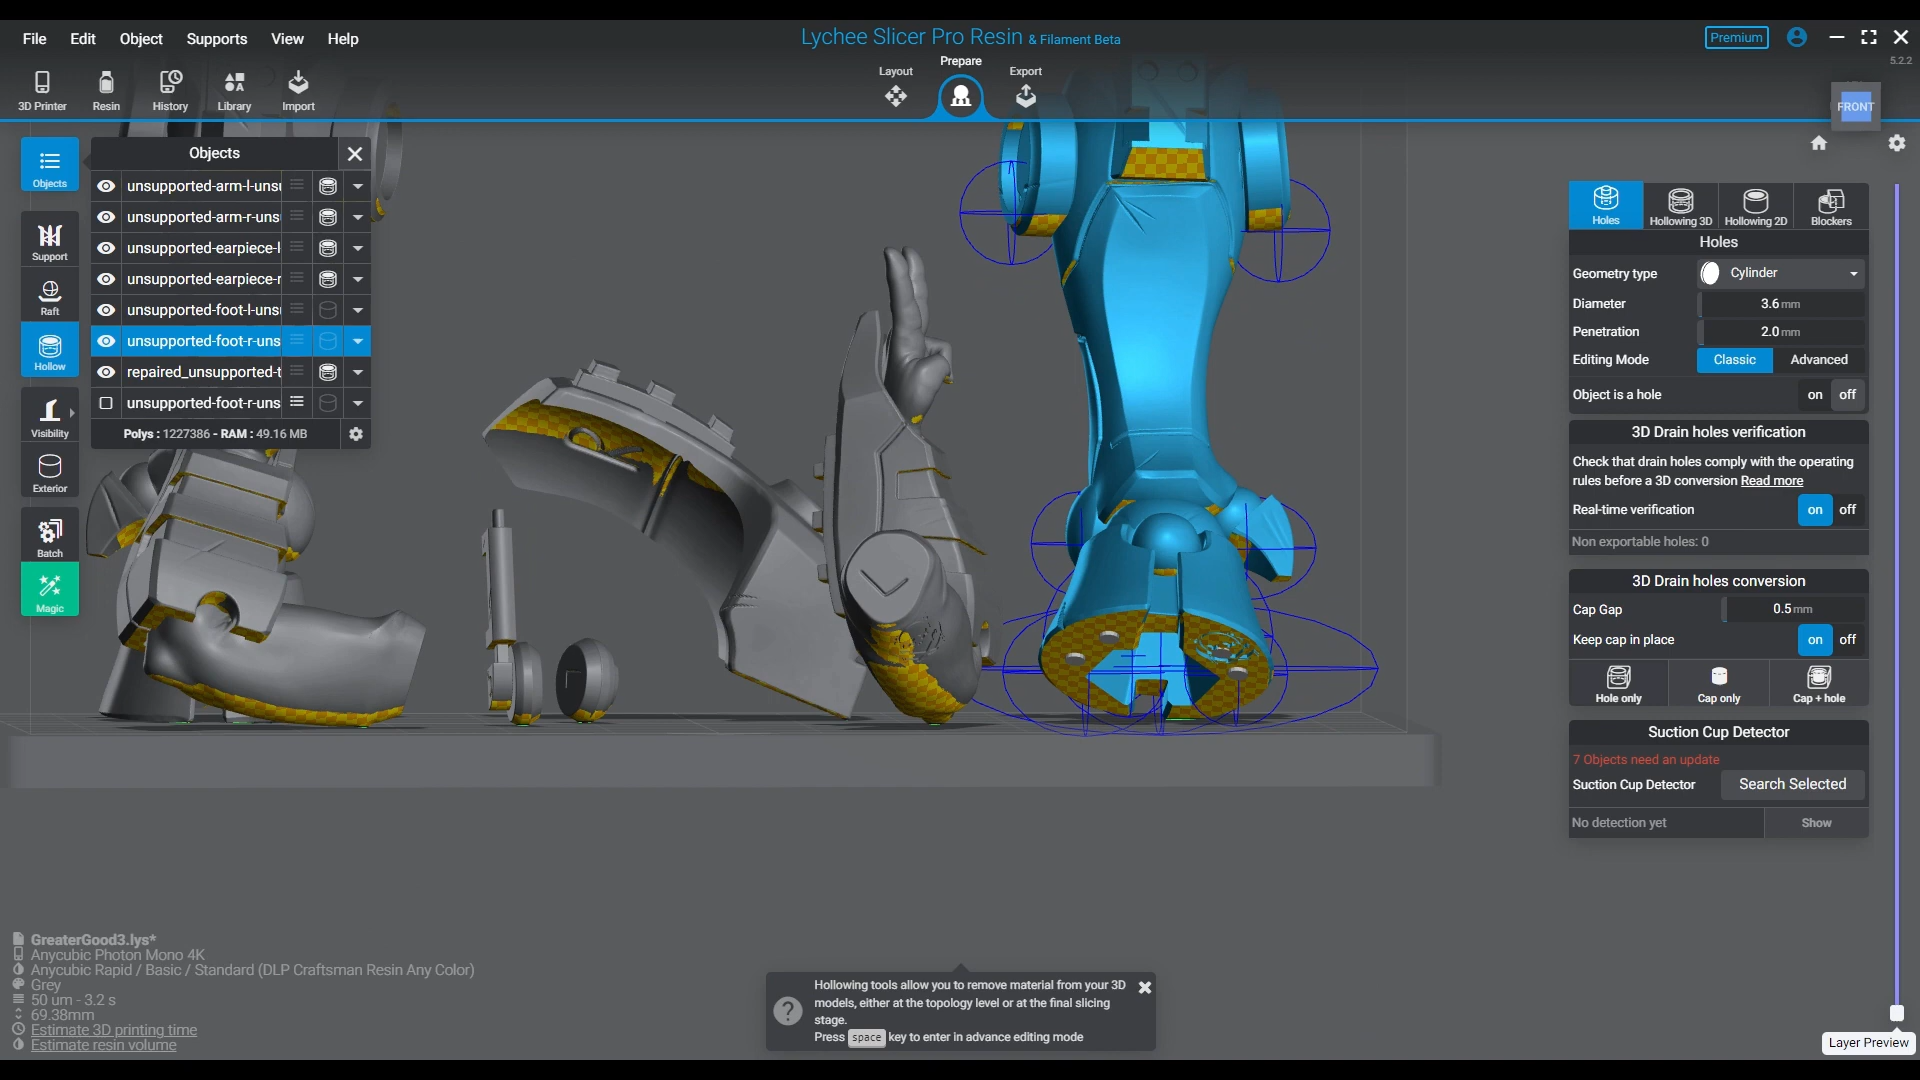 File Edit Object Supports View Help
Lychee Slicer Pro Resin & Filament Beta
Premium
5.2.2
3D Printer Resin History Library Import
Layout Prepare Export
FRONT
Objects
Support
Raft
Hollow
Visibility
Exterior
Batch
Magic
Objects
unsupported-arm-l-unsu
unsupported-arm-r-uns
unsupported-earpiece-l
unsupported-earpiece-r
unsupported-foot-l-unsu
unsupported-foot-r-uns
repaired_unsupported-t
unsupported-foot-r-uns
Polys : 1227386 - RAM : 49.16 MB
Holes Hollowing 3D Hollowing 2D Blockers
Holes
Geometry type Cylinder
Diameter 3.6 mm
Penetration 2.0 mm
Editing Mode Classic Advanced
Object is a hole on off
3D Drain holes verification
Check that drain holes comply with the operating
rules before a 3D conversion Read more
Real-time verification on off
Non exportable holes: 0
3D Drain holes conversion
Cap Gap 0.5 mm
Keep cap in place on off
Hole only Cap only Cap + hole
Suction Cup Detector
7 Objects need an update
Suction Cup Detector Search Selected
No detection yet Show
GreaterGood3.lys*
Anycubic Photon Mono 4K
Anycubic Rapid / Basic / Standard (DLP Craftsman Resin Any Color)
Grey
50 um - 3.2 s
69.38mm
Estimate 3D printing time
Estimate resin volume
Hollowing tools allow you to remove material from your 3D
models, either at the topology level or at the final slicing
stage.
Press space key to enter in advance editing mode
Layer Preview